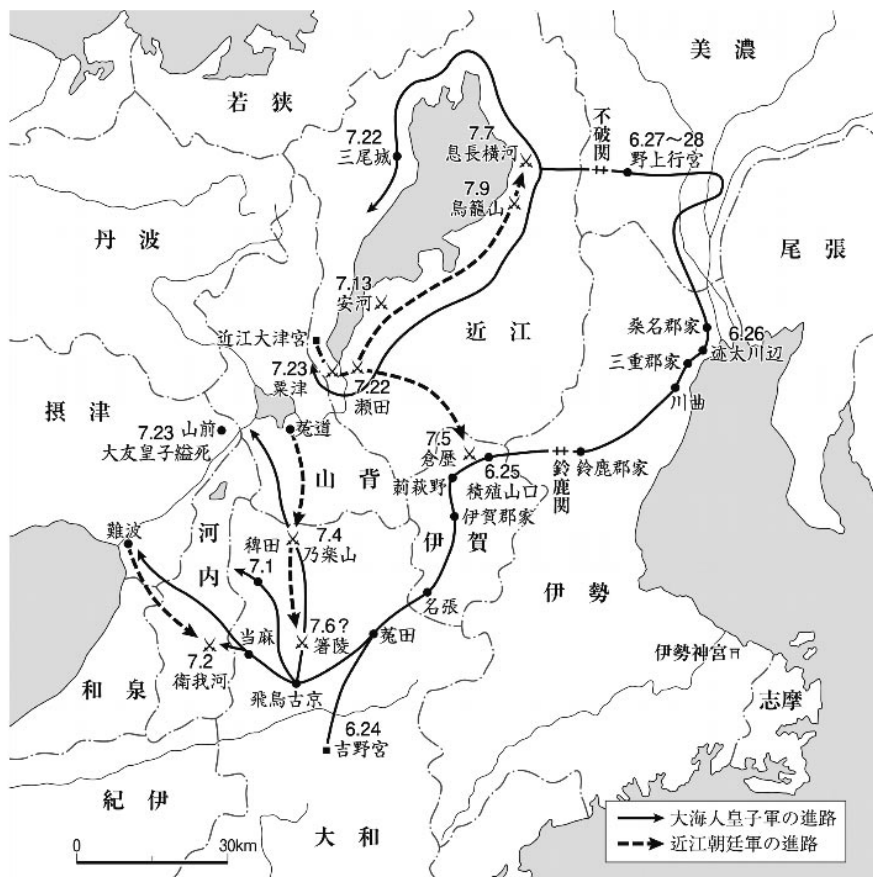 美濃
若狭
不破関
6.27〜28
野上行宮
7.22
三尾城
7.7
息長横河
7.9
鳥籠山
丹波
尾張
7.13
安河
近江
近江大津宮
桑名郡家
6.26
迹太川辺
三重郡家
川曲
7.23
粟津
7.22
瀬田
摂津
7.23 山前
大友皇子縊死
菟道
山背
7.5
倉歴
6.25
積殖山口
鈴鹿関
鈴鹿郡家
莿萩野
伊賀郡家
伊賀
難波
河内
稗田
7.1
7.4
乃楽山
伊勢
名張
当麻
7.6?
箸陵
菟田
7.2
衛我河
和泉
飛鳥古京
伊勢神宮
志摩
6.24
吉野宮
紀伊
大和
0 30km
大海人皇子軍の進路
近江朝廷軍の進路